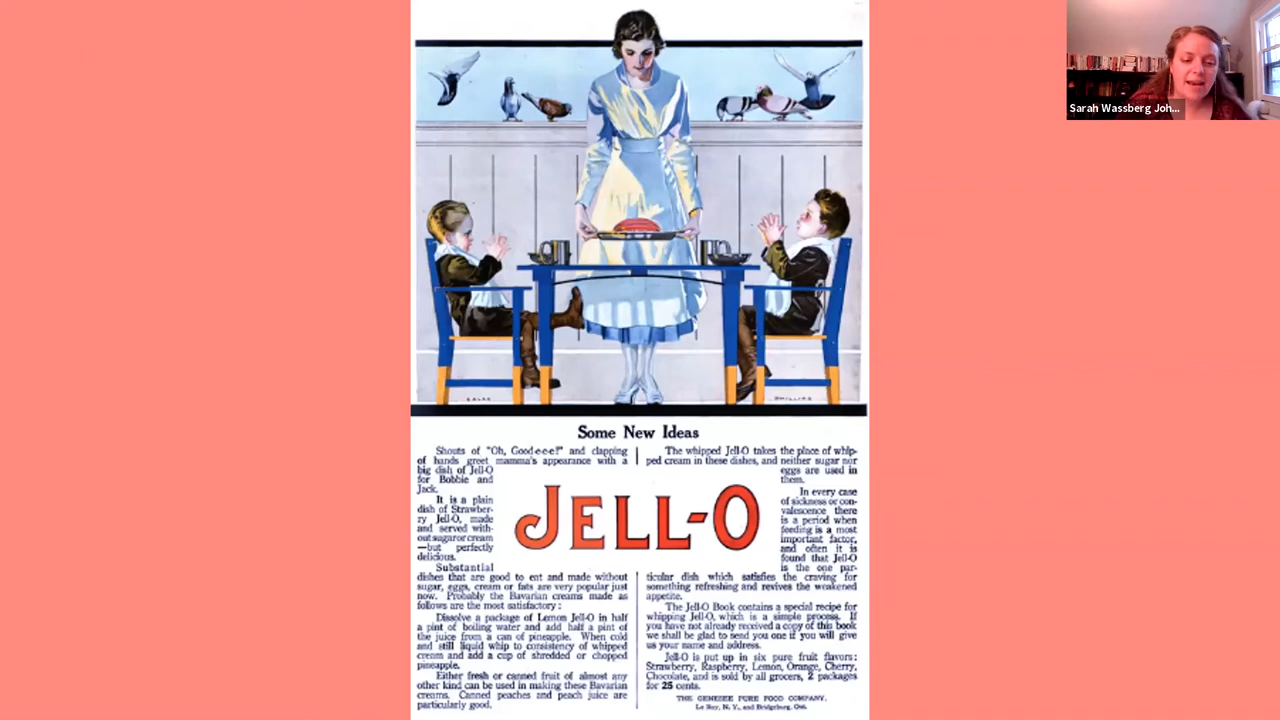 Sarah Wassberg Joh...
COLES
PHILLIPS
Some New Ideas
Shouts of "Oh, Good-e-e-e!" and clapping
of hands greet mamma's appearance with a
big dish of Jell-O
for Bobbie and
Jack.
It is a plain
dish of Strawber-
ry Jell-O, made
and served with-
out sugar or cream
—but perfectly
delicious.
Substantial
dishes that are good to eat and made without
sugar, eggs, cream or fats are very popular just
now. Probably the Bavarian creams made as
follows are the most satisfactory:
Dissolve a package of Lemon Jell-O in half
a pint of boiling water and add half a pint of
the juice from a can of pineapple. When cold
and still liquid whip to consistency of whipped
cream and add a cup of shredded or chopped
pineapple.
Either fresh or canned fruit of almost any
other kind can be used in making these Bavarian
creams. Canned peaches and peach juice are
particularly good.
JELL-O
The whipped Jell-O takes the place of whip-
ped cream in these dishes, and neither sugar nor
eggs are used in
them.
In every case
of sickness or con-
valescence there
is a period when
feeding is a most
important factor,
and often it is
found that Jell-O
is the one par-
ticular dish which satisfies the craving for
something refreshing and revives the weakened
appetite.
The Jell-O Book contains a special recipe for
whipping Jell-O, which is a simple process. If
you have not already received a copy of this book
we shall be glad to send you one if you will give
us your name and address.
Jell-O is put up in six pure fruit flavors:
Strawberry, Raspberry, Lemon, Orange, Cherry,
Chocolate, and is sold by all grocers, 2 packages
for 25 cents.
THE GENESEE PURE FOOD COMPANY,
Le Roy, N. Y., and Bridgeburg, Ont.